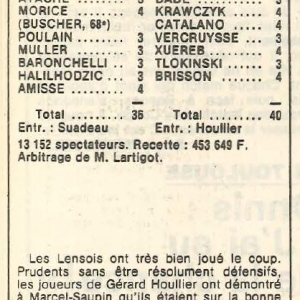 MORICE ........ 3 KRAWCZYK ..... 4
(BUSCHER, 68e) CATALANO ..... 4
POULAIN ....... 3 VERCRUYSSE ... 4
MULLER ........ 3 XUEREB ....... 4
BARONCHELLI .. 3 TLOKINSKI .... 4
HALILHODZIC .. 3 BRISSON ...... 4
AMISSE ........ 4
Total ........ 36 Total ........ 40
Entr. : Suadeau Entr. : Houllier
13 152 spectateurs. Recette : 453 649 F.
Arbitrage de M. Lartigot.
Les Lensois ont très bien joué le coup.
Prudents sans être résolument défensifs,
les joueurs de Gérard Houllier ont démontré
à Marcel-Saupin qu'ils étaient sur la bonne